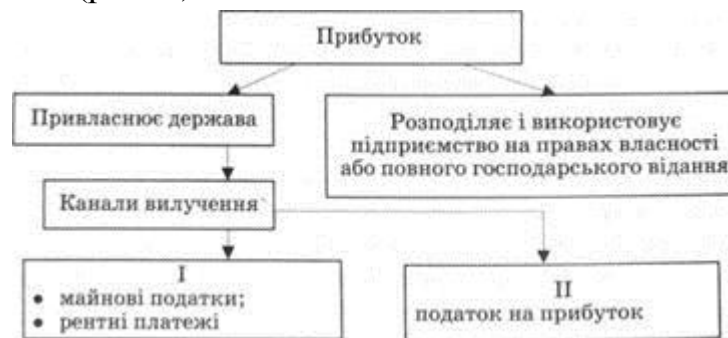 Прибуток
Привласнює держава
Розподіляє і використовує
підприємство на правах власності
або повного господарського відання
Канали вилучення
I
• майнові податки;
• рентні платежі
II
податок на прибуток